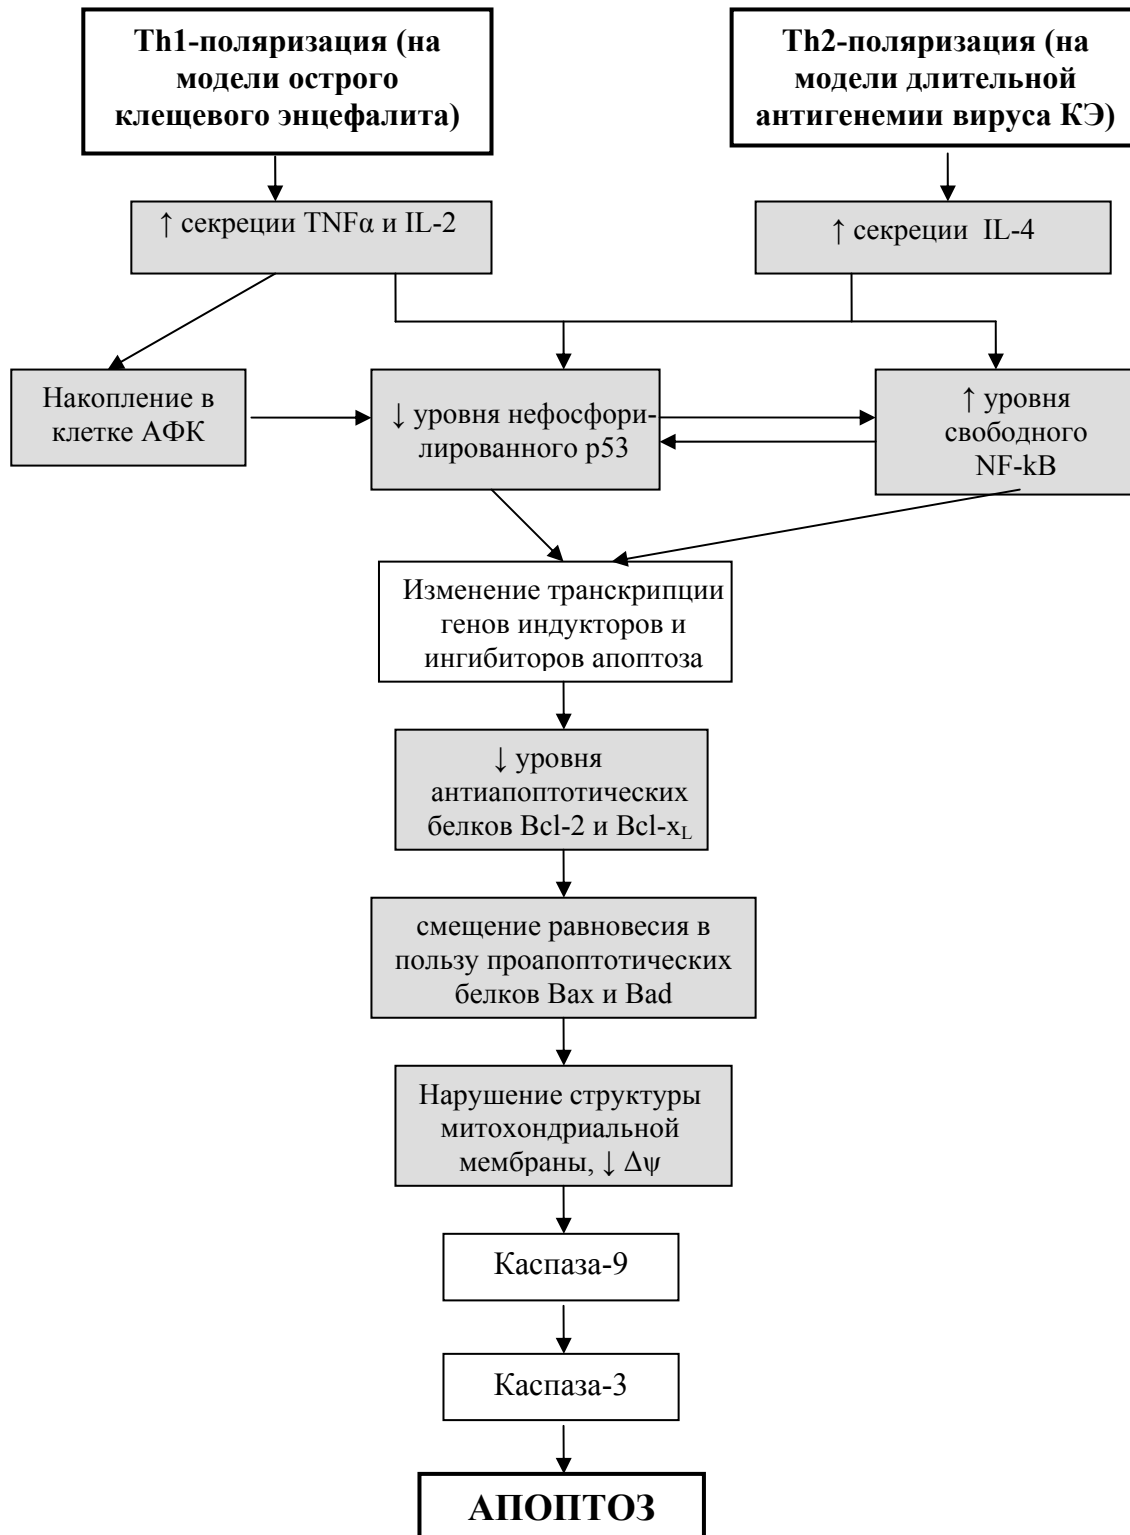 Th1-поляризация (на
модели острого
клещевого энцефалита)
Th2-поляризация (на
модели длительной
антигенемии вируса КЭ)
↑ секреции TNFα и IL-2
↑ секреции IL-4
Накопление в
клетке АФК
↓ уровня нефосфори-
лированного p53
↑ уровня
свободного
NF-kB
Изменение транскрипции
генов индукторов и
ингибиторов апоптоза
↓ уровня
антиапоптотических
белков Bcl-2 и Bcl-xL
смещение равновесия в
пользу проапоптотических
белков Bax и Bad
Нарушение структуры
митохондриальной
мембраны, ↓ Δψ
Каспаза-9
Каспаза-3
АПОПТОЗ